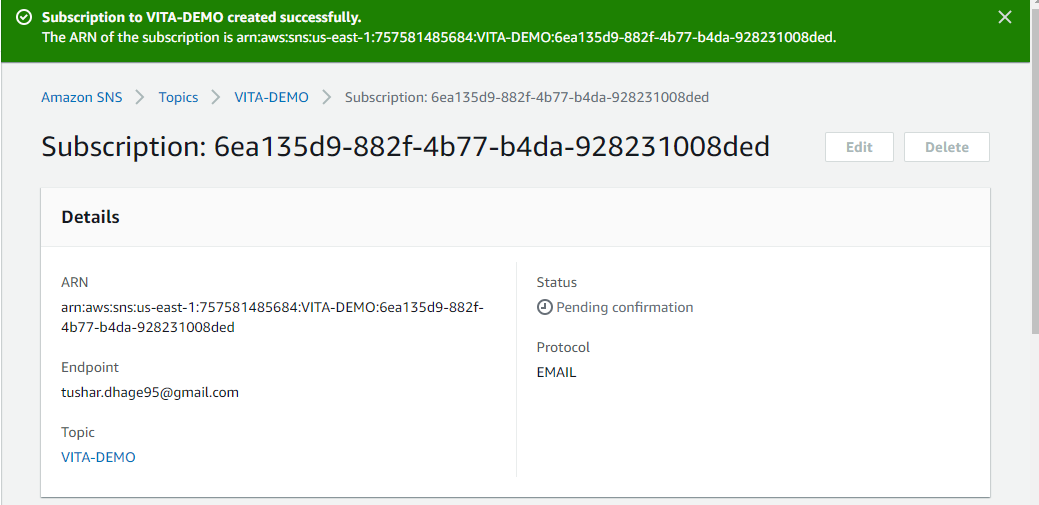 Subscription to VITA-DEMO created successfully.
The ARN of the subscription is arn:aws:sns:us-east-1:757581485684:VITA-DEMO:6ea135d9-882f-4b77-b4da-928231008ded.
Amazon SNS > Topics > VITA-DEMO > Subscription: 6ea135d9-882f-4b77-b4da-928231008ded
Subscription: 6ea135d9-882f-4b77-b4da-928231008ded
Edit
Delete
Details
ARN
arn:aws:sns:us-east-1:757581485684:VITA-DEMO:6ea135d9-882f-
4b77-b4da-928231008ded
Endpoint
tushar.dhage95@gmail.com
Topic
VITA-DEMO
Status
Pending confirmation
Protocol
EMAIL